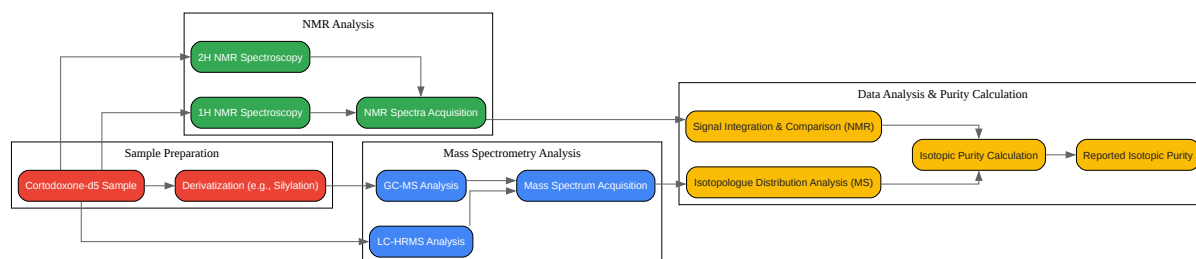 NMR Analysis
2H NMR Spectroscopy
1H NMR Spectroscopy
NMR Spectra Acquisition
Sample Preparation
Cortodoxone-d5 Sample
Derivatization (e.g., Silylation)
Mass Spectrometry Analysis
GC-MS Analysis
Mass Spectrum Acquisition
LC-HRMS Analysis
Data Analysis & Purity Calculation
Signal Integration & Comparison (NMR)
Isotopic Purity Calculation
Reported Isotopic Purity
Isotopologue Distribution Analysis (MS)